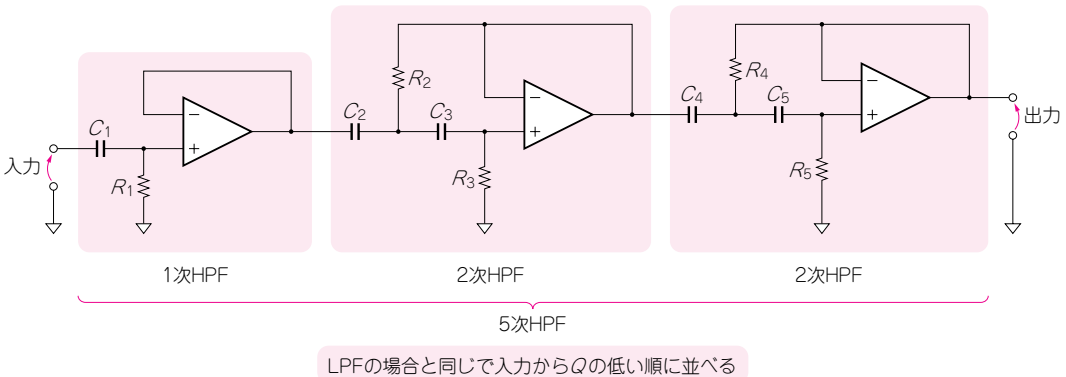 入力
C1
R1
−
+
C2
R2
C3
R3
−
+
C4
R4
C5
R5
−
+
出力
1次HPF
2次HPF
2次HPF
5次HPF
LPFの場合と同じで入力からQの低い順に並べる